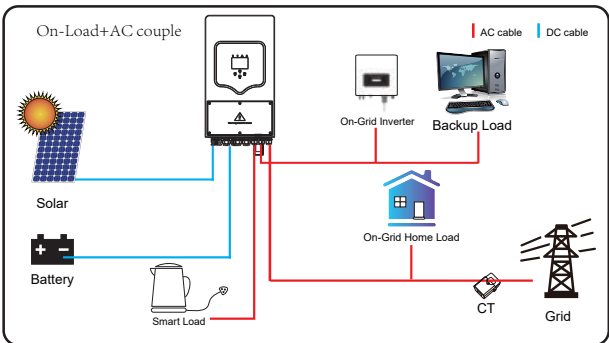 On-Load+AC couple
AC cable
DC cable
On-Grid Inverter
Backup Load
Solar
On-Grid Home Load
Battery
Smart Load
CT
Grid